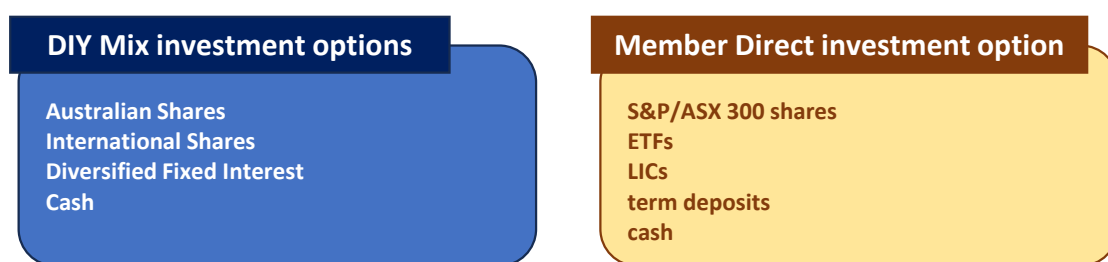 DIY Mix investment options
Australian Shares
International Shares
Diversified Fixed Interest
Cash
Member Direct investment option
S&P/ASX 300 shares
ETFs
LICs
term deposits
cash